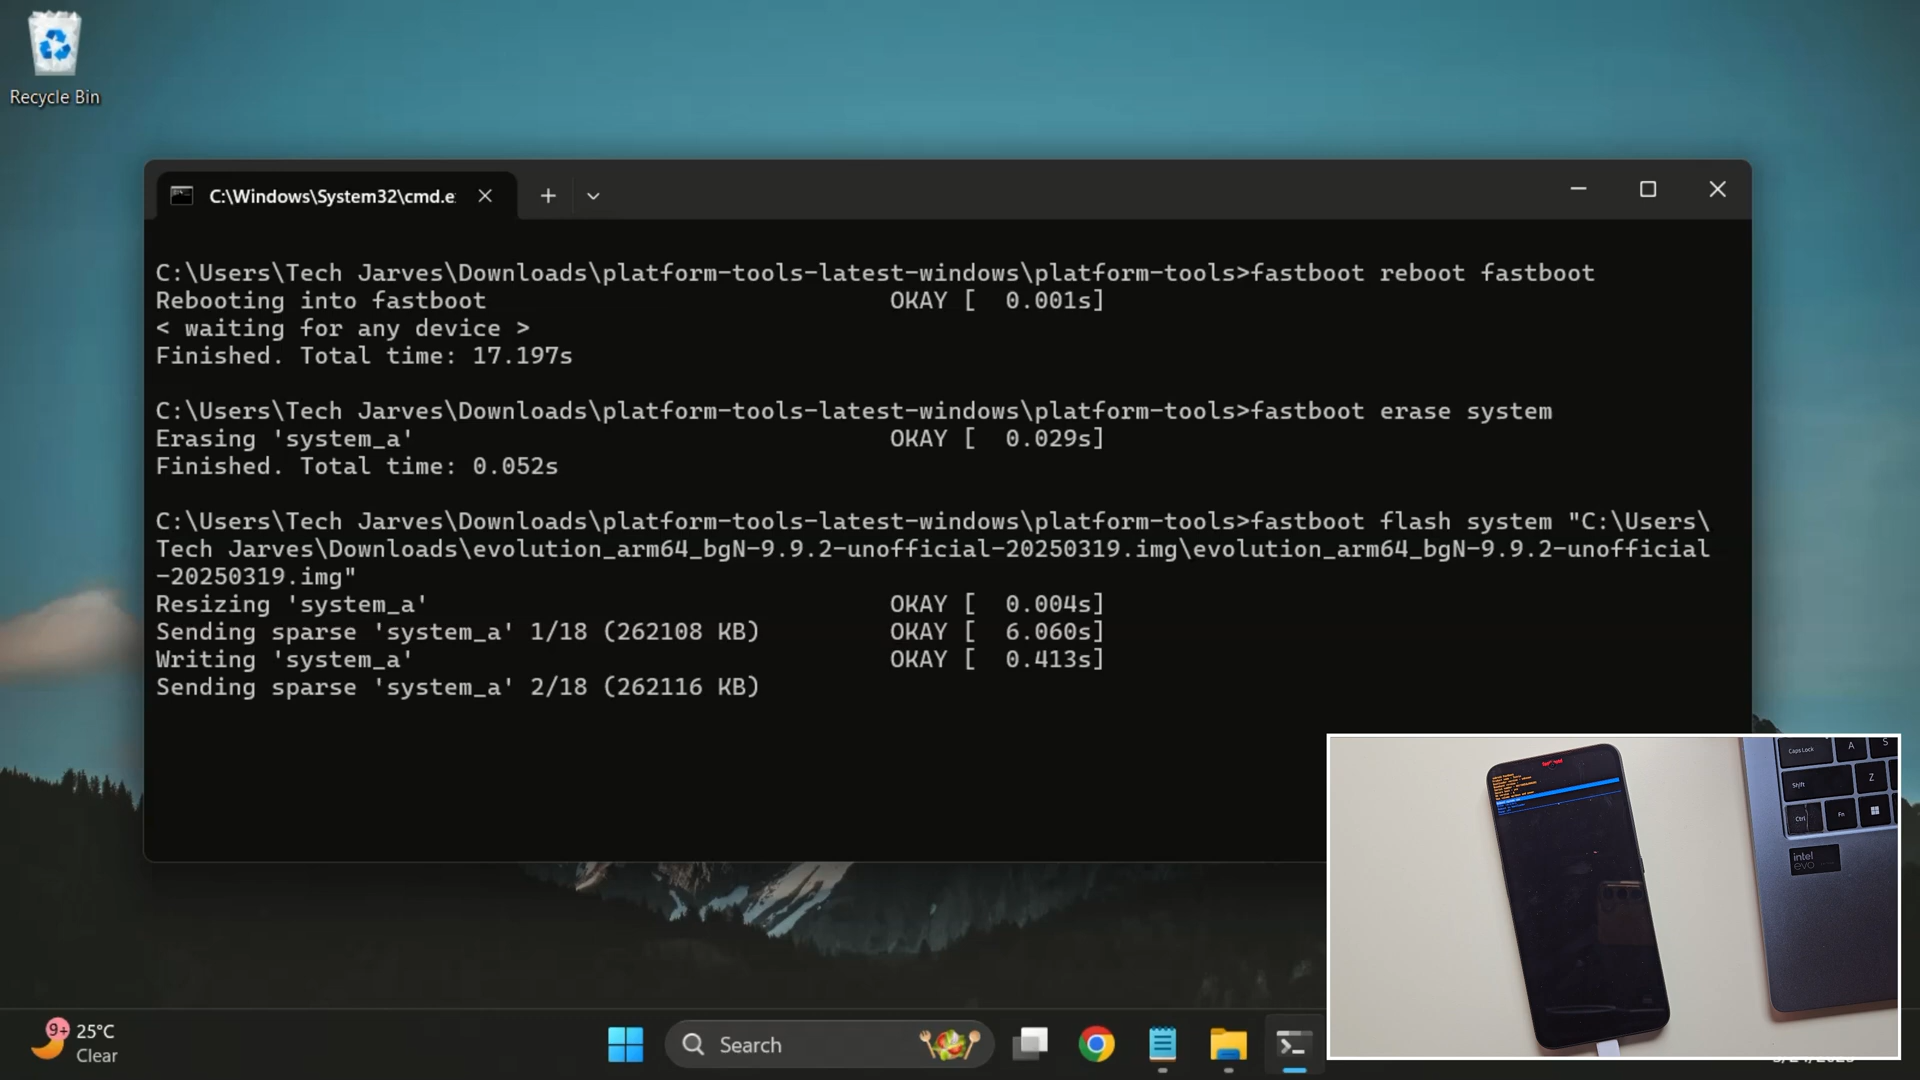 Recycle Bin
C:\Windows\System32\cmd.e
C:\Users\Tech Jarves\Downloads\platform-tools-latest-windows\platform-tools>fastboot reboot fastboot
Rebooting into fastboot                             OKAY [  0.001s]
< waiting for any device >
Finished. Total time: 17.197s
C:\Users\Tech Jarves\Downloads\platform-tools-latest-windows\platform-tools>fastboot erase system
Erasing 'system_a'                                 OKAY [  0.029s]
Finished. Total time: 0.052s
C:\Users\Tech Jarves\Downloads\platform-tools-latest-windows\platform-tools>fastboot flash system "C:\Users\
Tech Jarves\Downloads\evolution_arm64_bgN-9.9.2-unofficial-20250319.img\evolution_arm64_bgN-9.9.2-unofficial
-20250319.img"
Resizing 'system_a'                                OKAY [  0.004s]
Sending sparse 'system_a' 1/18 (262108 KB)         OKAY [  6.060s]
Writing 'system_a'                                 OKAY [  0.413s]
Sending sparse 'system_a' 2/18 (262116 KB)
Caps Lock
A
S
Shift
Z
Ctrl
Fn
intel
evo
9+
25°C
Clear
Search